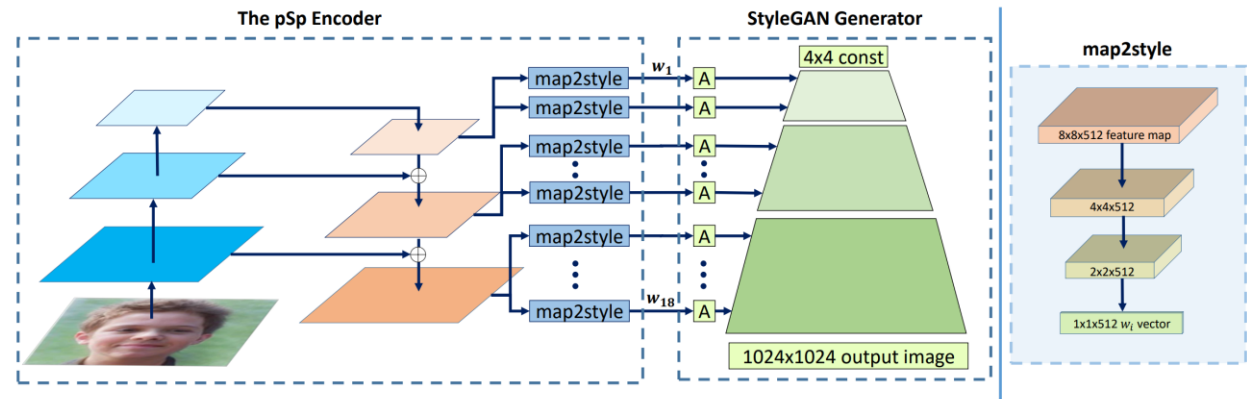 The pSp Encoder
StyleGAN Generator
map2style
map2style
map2style
map2style
map2style
map2style
map2style
w₁
w₁₈
A
A
A
A
A
A
4x4 const
1024x1024 output image
8x8x512 feature map
4x4x512
2x2x512
1x1x512 wᵢ vector